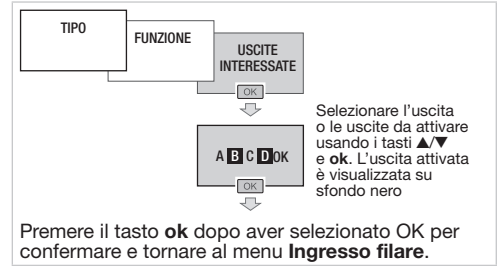 TIPO
FUNZIONE
USCITE
INTERESSATE
OK
Selezionare l'uscita
o le uscite da attivare
usando i tasti ▲/▼
e ok. L'uscita attivata
è visualizzata su
sfondo nero
A B C D OK
OK
Premere il tasto ok dopo aver selezionato OK per
confermare e tornare al menu Ingresso filare.